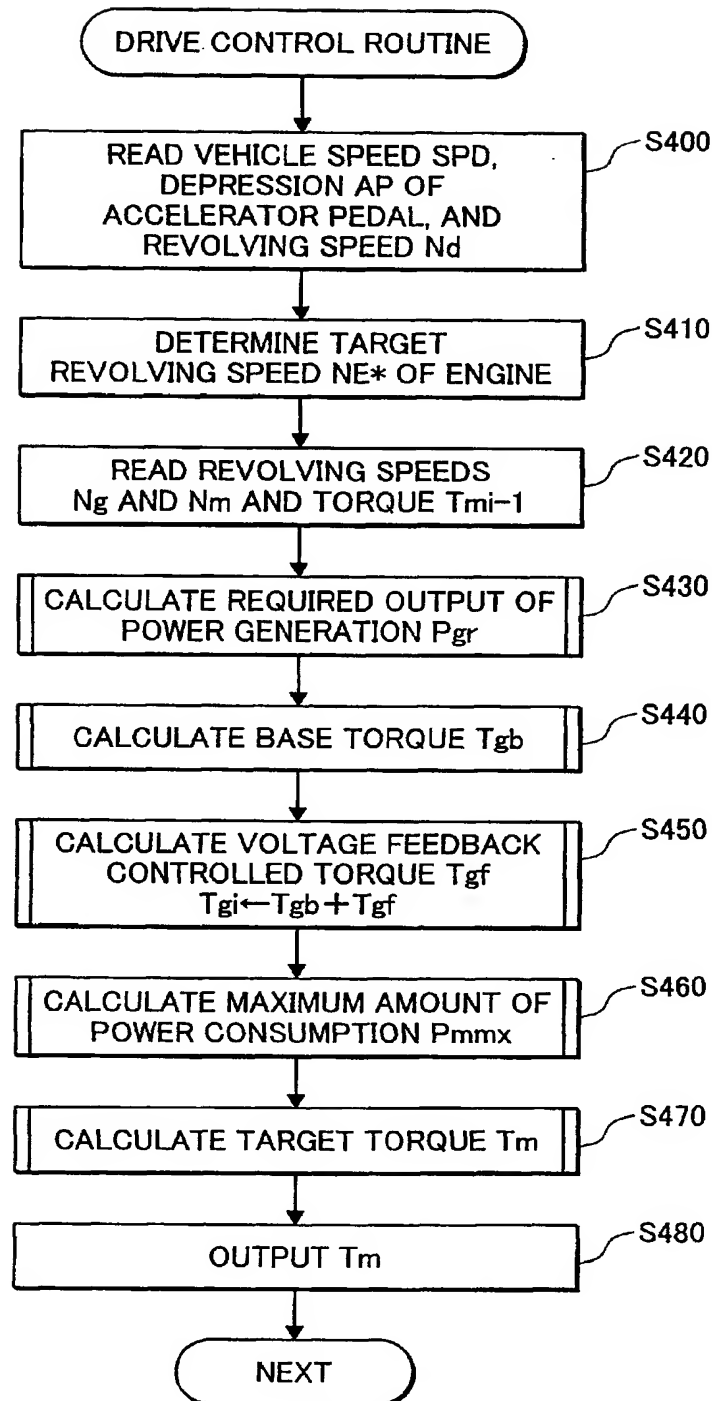 DRIVE CONTROL ROUTINE
READ VEHICLE SPEED SPD,
DEPRESSION AP OF
ACCELERATOR PEDAL, AND
REVOLVING SPEED Nd
S400
DETERMINE TARGET
REVOLVING SPEED NE* OF ENGINE
S410
READ REVOLVING SPEEDS
Ng AND Nm AND TORQUE Tmi-1
S420
CALCULATE REQUIRED OUTPUT OF
POWER GENERATION Pgr
S430
CALCULATE BASE TORQUE Tgb
S440
CALCULATE VOLTAGE FEEDBACK
CONTROLLED TORQUE Tgf
Tgi←Tgb+Tgf
S450
CALCULATE MAXIMUM AMOUNT OF
POWER CONSUMPTION Pmmx
S460
CALCULATE TARGET TORQUE Tm
S470
OUTPUT Tm
S480
NEXT